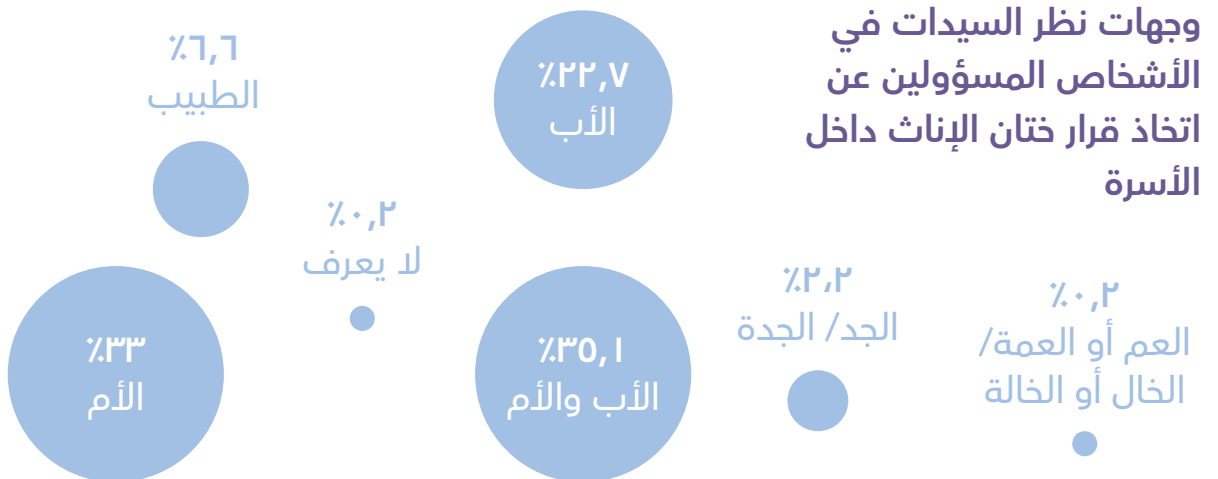 وجهات نظر السيدات في
الأشخاص المسؤولين عن
اتخاذ قرار ختان الإناث داخل
الأسرة
٪٢٢,٧
الأب
٪٦,٦
الطبيب
٪٠,٢
لا يعرف
٪٠,٢
العم أو العمة/
الخال أو الخالة
٪٢,٢
الجد/ الجدة
٪٣٥,١
الأب والأم
٪٣٣
الأم